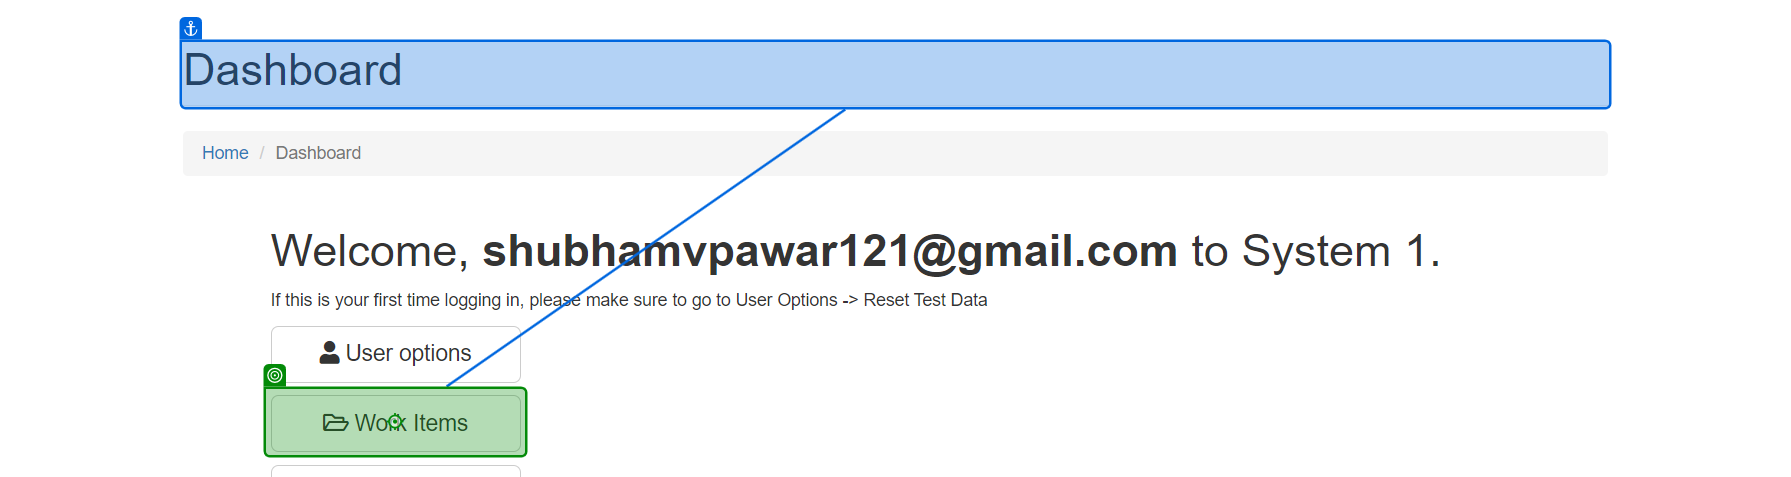 Dashboard
Home / Dashboard
Welcome, shubhamvpawar121@gmail.com to System 1.
If this is your first time logging in, please make sure to go to User Options -> Reset Test Data
User options
Work Items